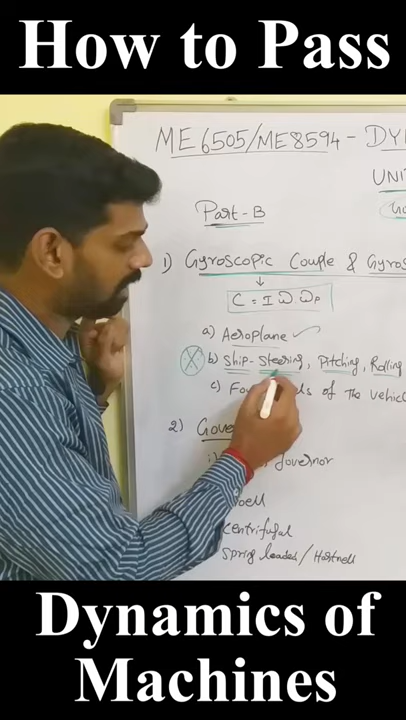 How to Pass
ME6505/ME8594 - DY
UNI
Part-B
1) Gyroscopic Couple & Gyros
C = I ω ωp
a) Aeroplane
b) Ship - Steering, Pitching, Rolling
c) Fo of The Vehicl
2) Gove
Governor
Centrifugal
Spring loaded / Hartnell
Dynamics of
Machines